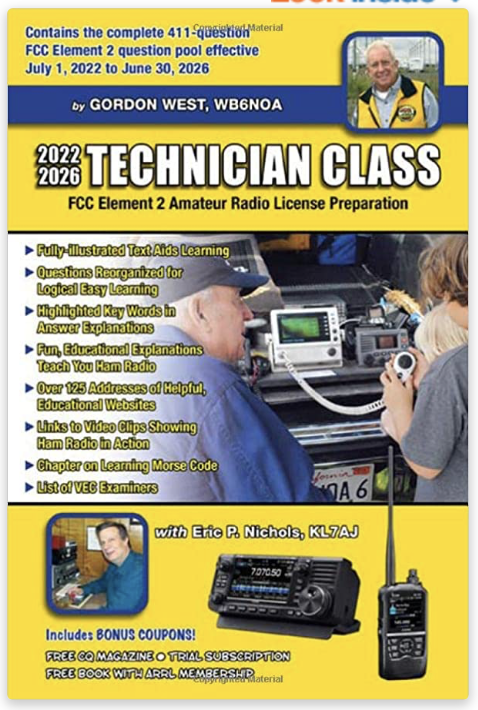 Look inside
Copyrighted Material
Contains the complete 411-question
FCC Element 2 question pool effective
July 1, 2022 to June 30, 2026
by GORDON WEST, WB6NOA
2022
2026
TECHNICIAN CLASS
FCC Element 2 Amateur Radio License Preparation
▶ Fully-illustrated Text Aids Learning
▶ Questions Reorganized for
Logical Easy Learning
▶ Highlighted Key Words in
Answer Explanations
▶ Fun, Educational Explanations
Teach You Ham Radio
▶ Over 125 Addresses of Helpful,
Educational Websites
▶ Links to Video Clips Showing
Ham Radio in Action
▶ Chapter on Learning Morse Code
▶ List of VEC Examiners
with Eric P. Nichols, KL7AJ
7.070.50
Includes BONUS COUPONS!
FREE CQ MAGAZINE ● TRIAL SUBSCRIPTION
FREE BOOK WITH ARRL MEMBERSHIP
Copyrighted Material